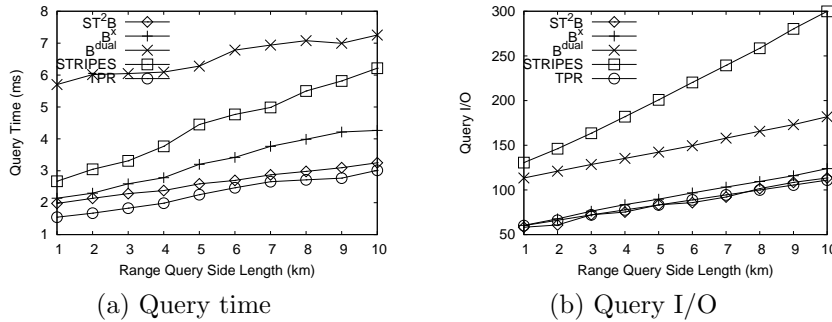 ST²B
Bˣ
B^dual
STRIPES
TPR
Query Time (ms)
8
7
6
5
4
3
2
1
1 2 3 4 5 6 7 8 9 10
Range Query Side Length (km)
(a) Query time
ST²B
Bˣ
B^dual
STRIPES
TPR
Query I/O
300
250
200
150
100
50
1 2 3 4 5 6 7 8 9 10
Range Query Side Length (km)
(b) Query I/O